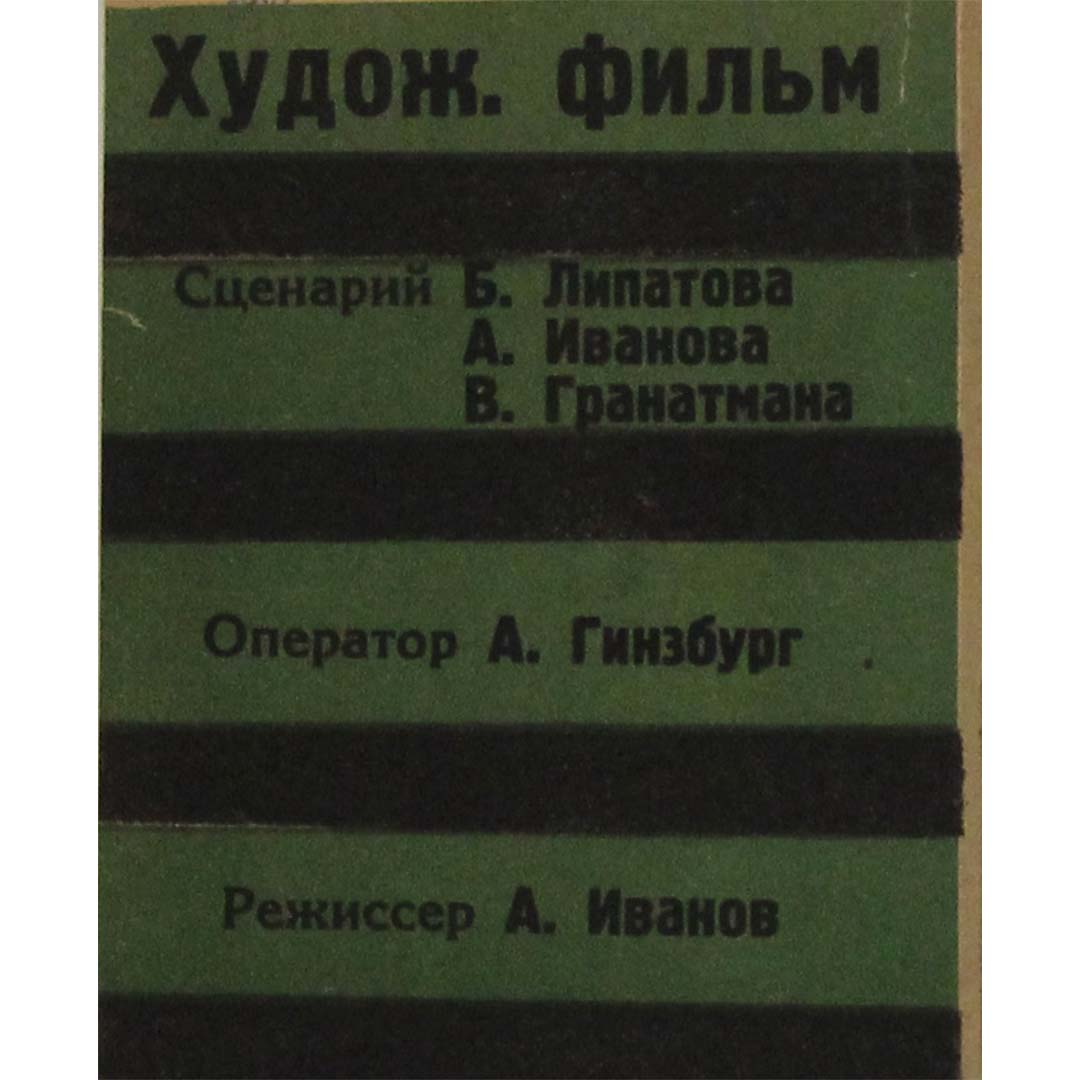 Худож. фильм
Сценарий Б. Липатова
А. Иванова
В. Гранатмана
Оператор А. Гинзбург
Режиссер А. Иванов